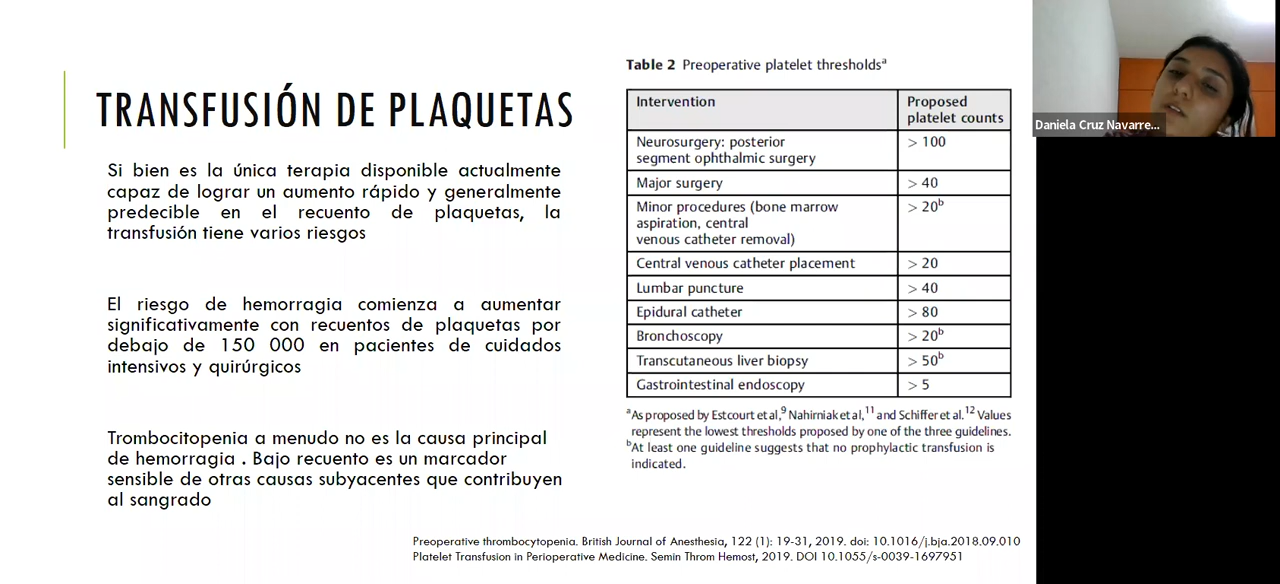 TRANSFUSIÓN DE PLAQUETAS
Si bien es la única terapia disponible actualmente
capaz de lograr un aumento rápido y generalmente
predecible en el recuento de plaquetas, la
transfusión tiene varios riesgos
El riesgo de hemorragia comienza a aumentar
significativamente con recuentos de plaquetas por
debajo de 150 000 en pacientes de cuidados
intensivos y quirúrgicos
Trombocitopenia a menudo no es la causa principal
de hemorragia . Bajo recuento es un marcador
sensible de otras causas subyacentes que contribuyen
al sangrado
Table 2 Preoperative platelet thresholdsa
Intervention Proposed
platelet counts
Neurosurgery: posterior > 100
segment ophthalmic surgery
Major surgery > 40
Minor procedures (bone marrow > 20b
aspiration, central
venous catheter removal)
Central venous catheter placement > 20
Lumbar puncture > 40
Epidural catheter > 80
Bronchoscopy > 20b
Transcutaneous liver biopsy > 50b
Gastrointestinal endoscopy > 5
aAs proposed by Estcourt et al,9 Nahirniak et al,11 and Schiffer et al.12 Values
represent the lowest thresholds proposed by one of the three guidelines.
bAt least one guideline suggests that no prophylactic transfusion is
indicated.
Preoperative thrombocytopenia. British Journal of Anesthesia, 122 (1): 19-31, 2019. doi: 10.1016/j.bja.2018.09.010
Platelet Transfusion in Perioperative Medicine. Semin Throm Hemost, 2019. DOI 10.1055/s-0039-1697951
Daniela Cruz Navarre...